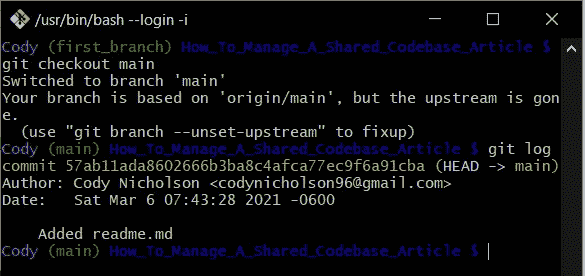 /usr/bin/bash --login -i
Cody (first_branch) How_To_Manage_A_Shared_Codebase_Article $
git checkout main
Switched to branch 'main'
Your branch is based on 'origin/main', but the upstream is gon
e.
  (use "git branch --unset-upstream" to fixup)
Cody (main) How_To_Manage_A_Shared_Codebase_Article $ git log
commit 57ab11ada8602666b3ba8c4afca77ec9f6a91cba (HEAD -> main)
Author: Cody Nicholson <codynicholson96@gmail.com>
Date:   Sat Mar 6 07:43:28 2021 -0600
    Added readme.md
Cody (main) How_To_Manage_A_Shared_Codebase_Article $